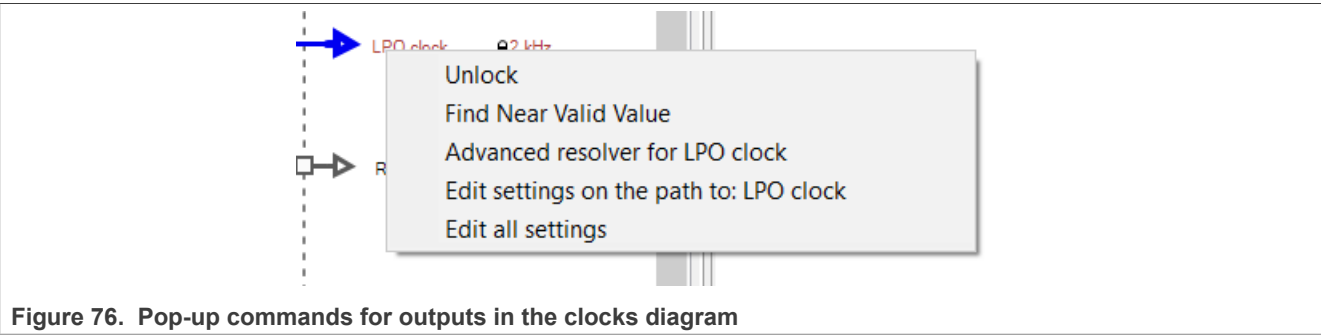 LPO clock 2 kHz
Unlock
Find Near Valid Value
Advanced resolver for LPO clock
R
Edit settings on the path to: LPO clock
Edit all settings
Figure 76. Pop-up commands for outputs in the clocks diagram